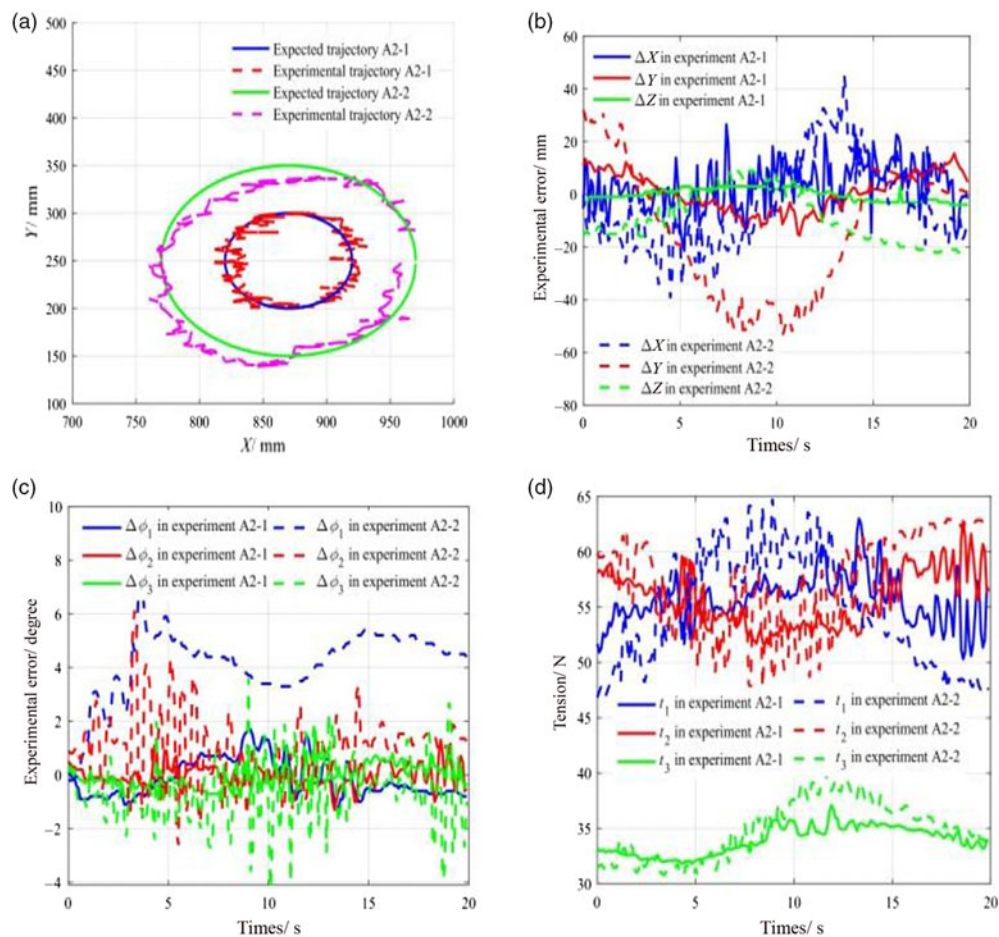 (a)
500
450
400
350
300
250
200
150
100
Y/ mm
Expected trajectory A2-1
Experimental trajectory A2-1
Expected trajectory A2-2
Experimental trajectory A2-2
700 750 800 850 900 950 1000
X/ mm
(b)
60
40
20
0
−20
−40
−60
−80
Experimental error/ mm
ΔX in experiment A2-1
ΔY in experiment A2-1
ΔZ in experiment A2-1
ΔX in experiment A2-2
ΔY in experiment A2-2
ΔZ in experiment A2-2
0 5 10 15 20
Times/ s
(c)
10
8
6
4
2
0
−2
−4
Experimental error/ degree
Δϕ1 in experiment A2-1 Δϕ1 in experiment A2-2
Δϕ2 in experiment A2-1 Δϕ2 in experiment A2-2
Δϕ3 in experiment A2-1 Δϕ3 in experiment A2-2
0 5 10 15 20
Times/ s
(d)
65
60
55
50
45
40
35
30
Tension/ N
t1 in experiment A2-1 t1 in experiment A2-2
t2 in experiment A2-1 t2 in experiment A2-2
t3 in experiment A2-1 t3 in experiment A2-2
0 5 10 15 20
Times/ s